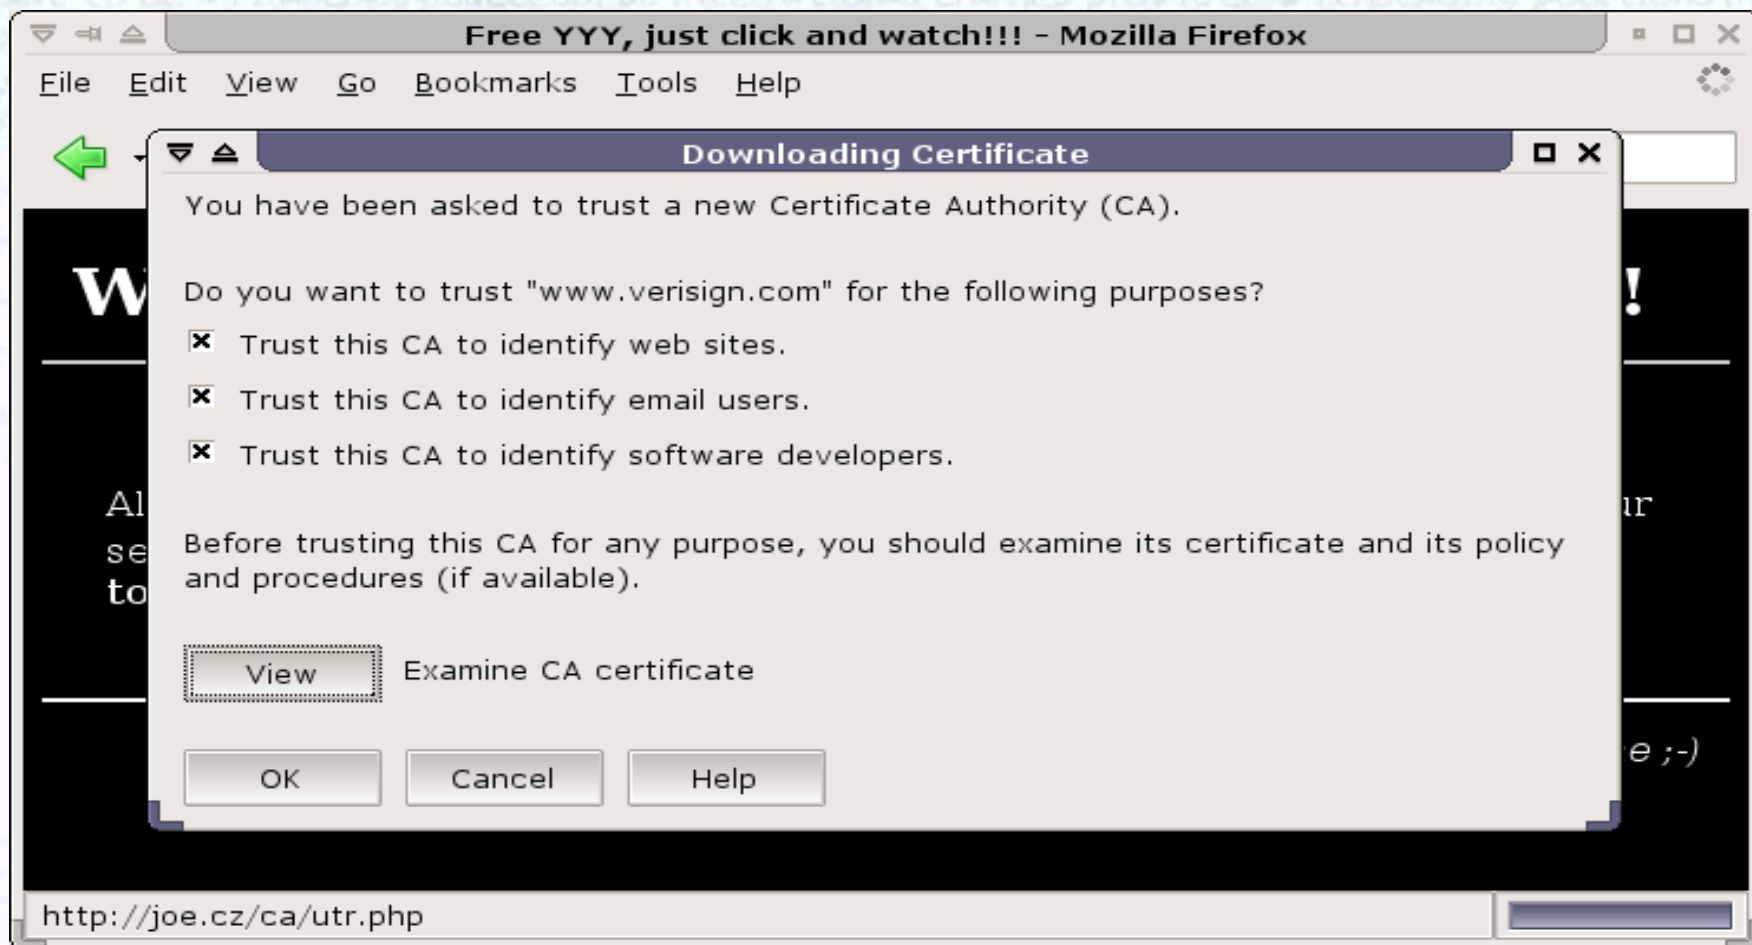 Free YYY, just click and watch!!! - Mozilla Firefox
File Edit View Go Bookmarks Tools Help
Downloading Certificate
You have been asked to trust a new Certificate Authority (CA).
W !
Do you want to trust "www.verisign.com" for the following purposes?
Trust this CA to identify web sites.
Trust this CA to identify email users.
Trust this CA to identify software developers.
Before trusting this CA for any purpose, you should examine its certificate and its policy
and procedures (if available).
View Examine CA certificate
OK Cancel Help
;-)
http://joe.cz/ca/utr.php